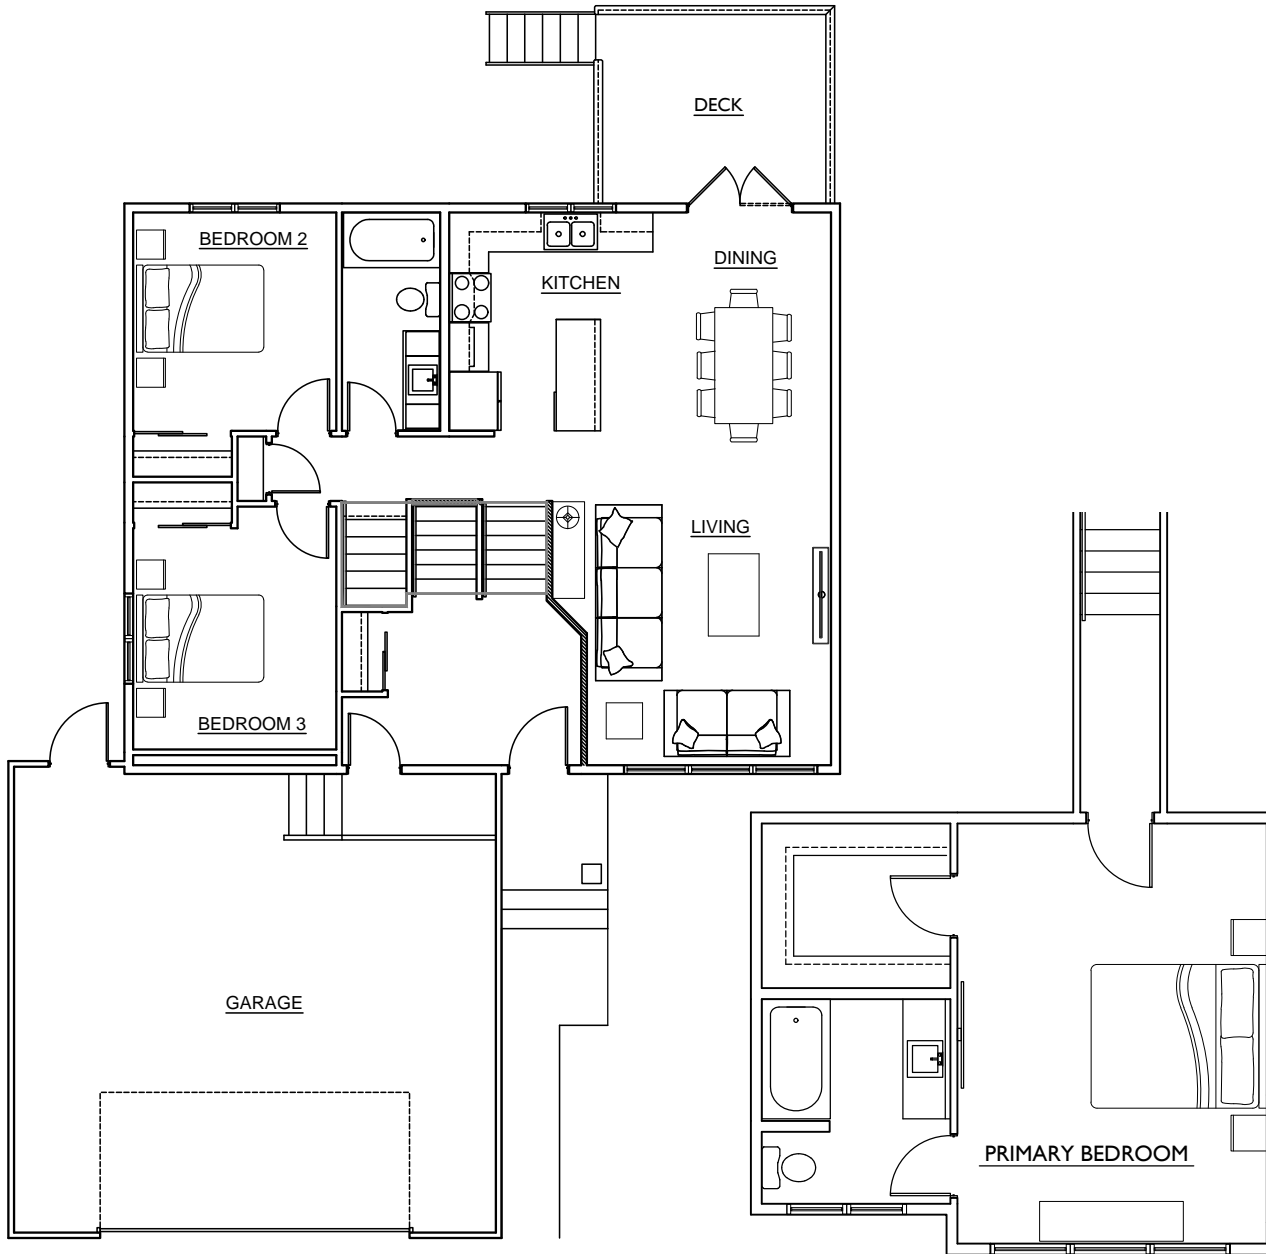 DECK
BEDROOM 2
DINING
KITCHEN
LIVING
BEDROOM 3
GARAGE
PRIMARY BEDROOM